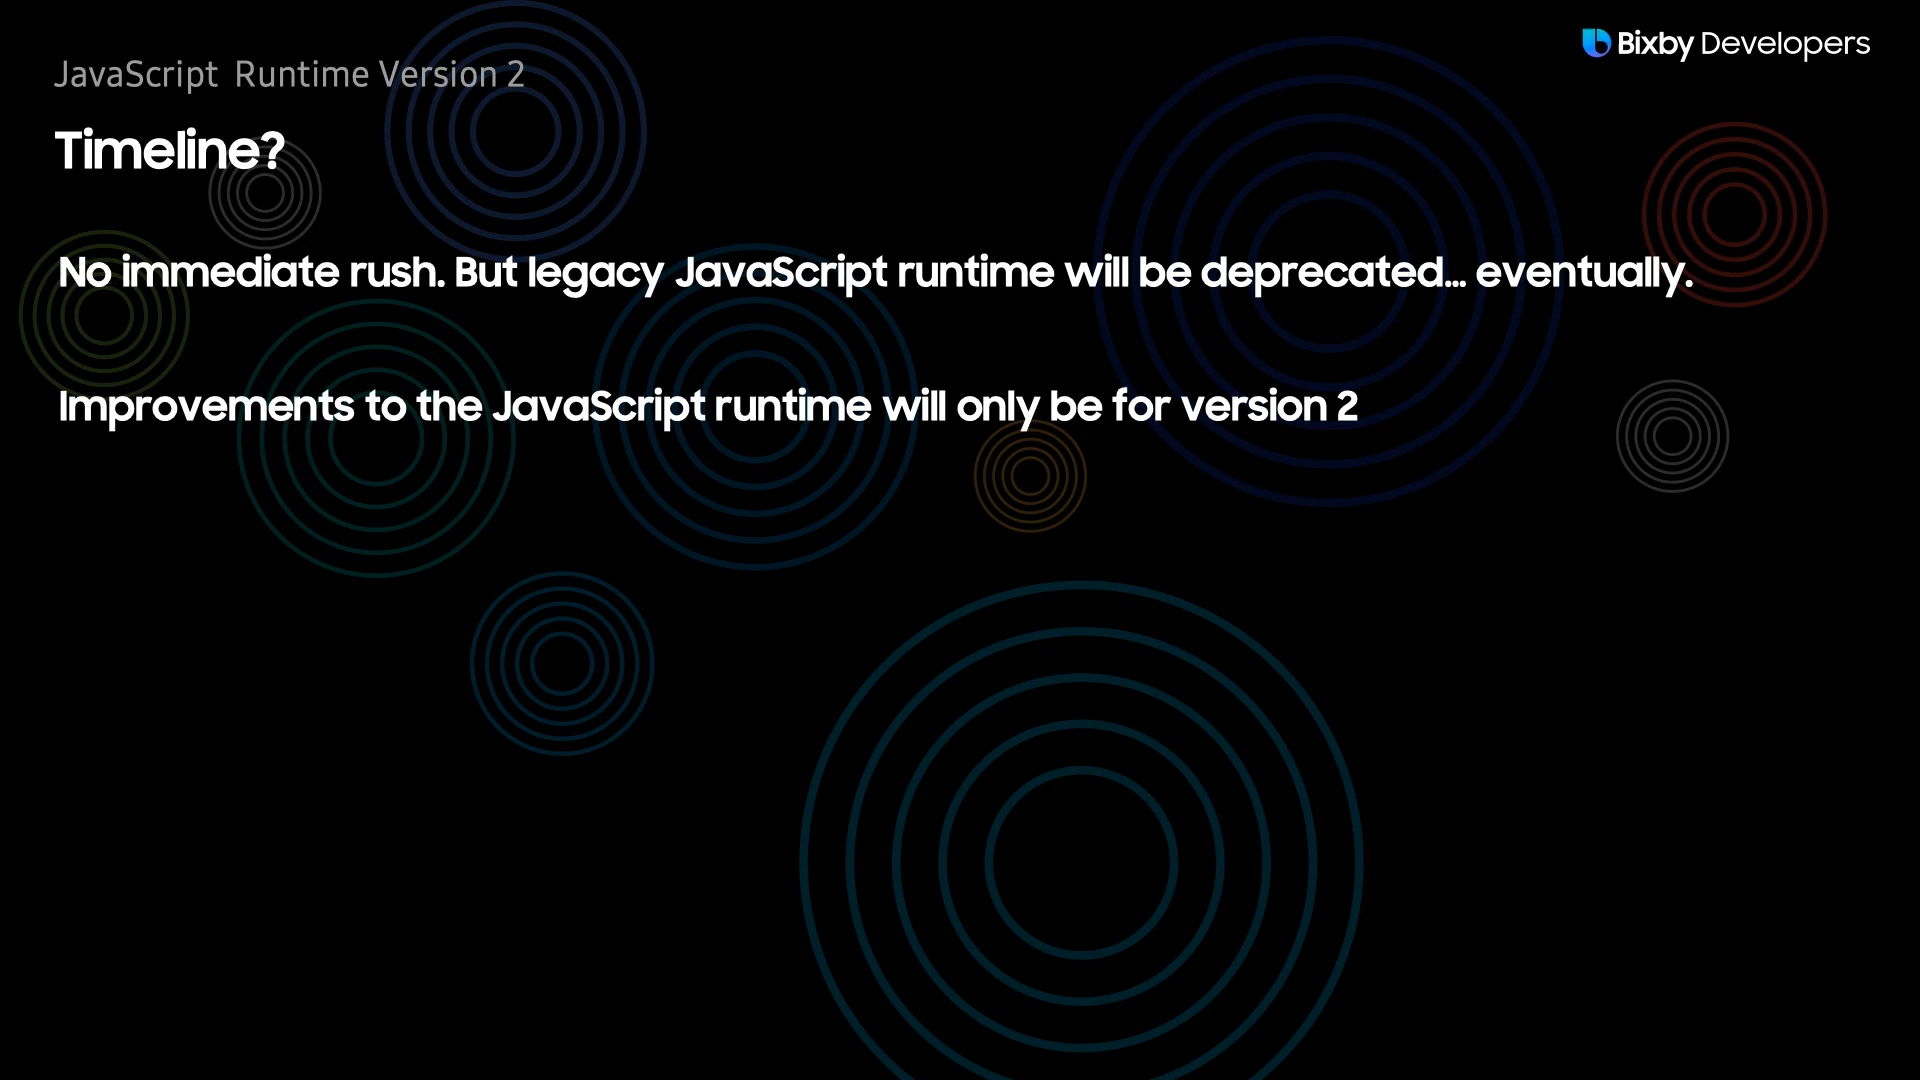 Bixby Developers
JavaScript Runtime Version 2
Timeline?
No immediate rush. But legacy JavaScript runtime will be deprecated... eventually.
Improvements to the JavaScript runtime will only be for version 2